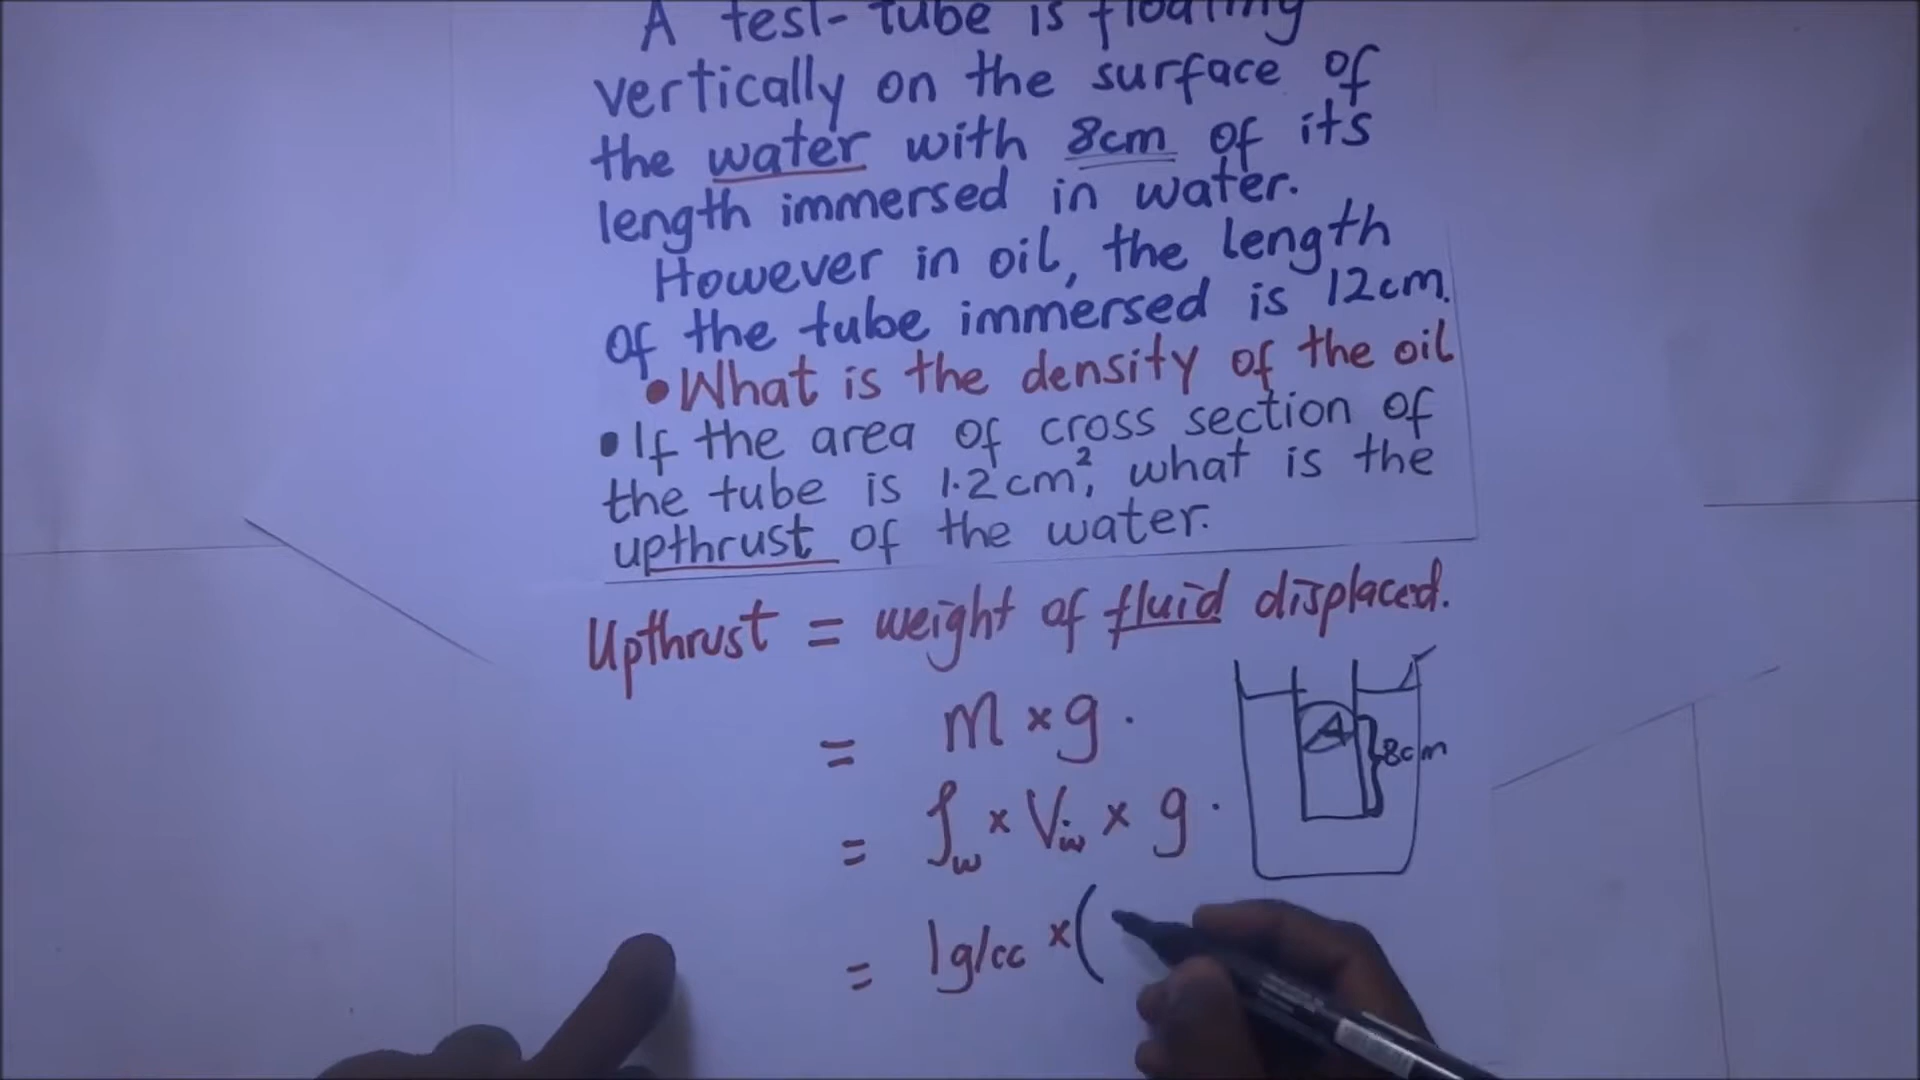 A test-tube is floating
vertically on the surface of
the water with 8cm of its
length immersed in water.
However in oil, the length
of the tube immersed is 12cm.
•What is the density of the oil
•If the area of cross section of
the tube is 1.2cm², what is the
upthrust of the water.
Upthrust = weight of fluid displaced.
= m × g.
A
8cm
= ρw × Viw × g.
= 1g/cc × (